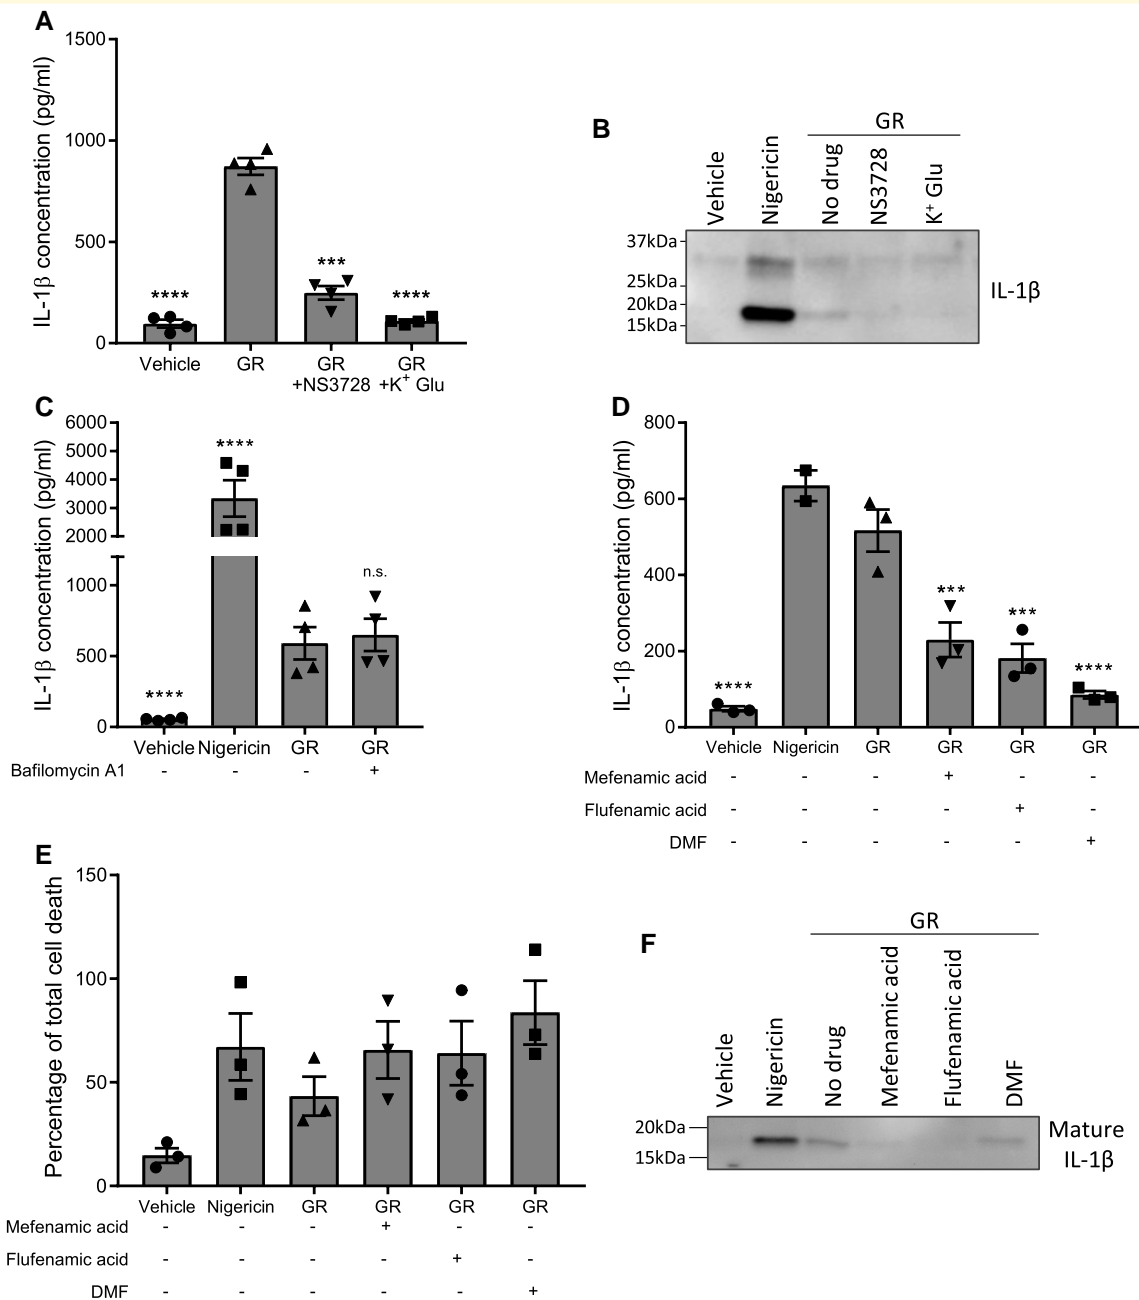 A
IL-1β concentration (pg/ml)
1500
1000
500
0
****
***
****
Vehicle
GR
GR
+NS3728
GR
+K+ Glu
B
GR
Vehicle
Nigericin
No drug
NS3728
K+ Glu
37kDa
25kDa
20kDa
15kDa
IL-1β
C
IL-1β concentration (pg/ml)
6000
5000
4000
3000
2000
1000
500
0
****
****
n.s.
Vehicle Nigericin GR GR
Bafilomycin A1 - - - +
D
IL-1β concentration (pg/ml)
800
600
400
200
0
****
***
***
****
Vehicle Nigericin GR GR GR GR
Mefenamic acid - - - + - -
Flufenamic acid - - - - + -
DMF - - - - - +
E
Percentage of total cell death
150
100
50
0
Vehicle Nigericin GR GR GR GR
Mefenamic acid - - - + - -
Flufenamic acid - - - - + -
DMF - - - - - +
F
GR
Vehicle
Nigericin
No drug
Mefenamic acid
Flufenamic acid
DMF
20kDa
15kDa
Mature
IL-1β